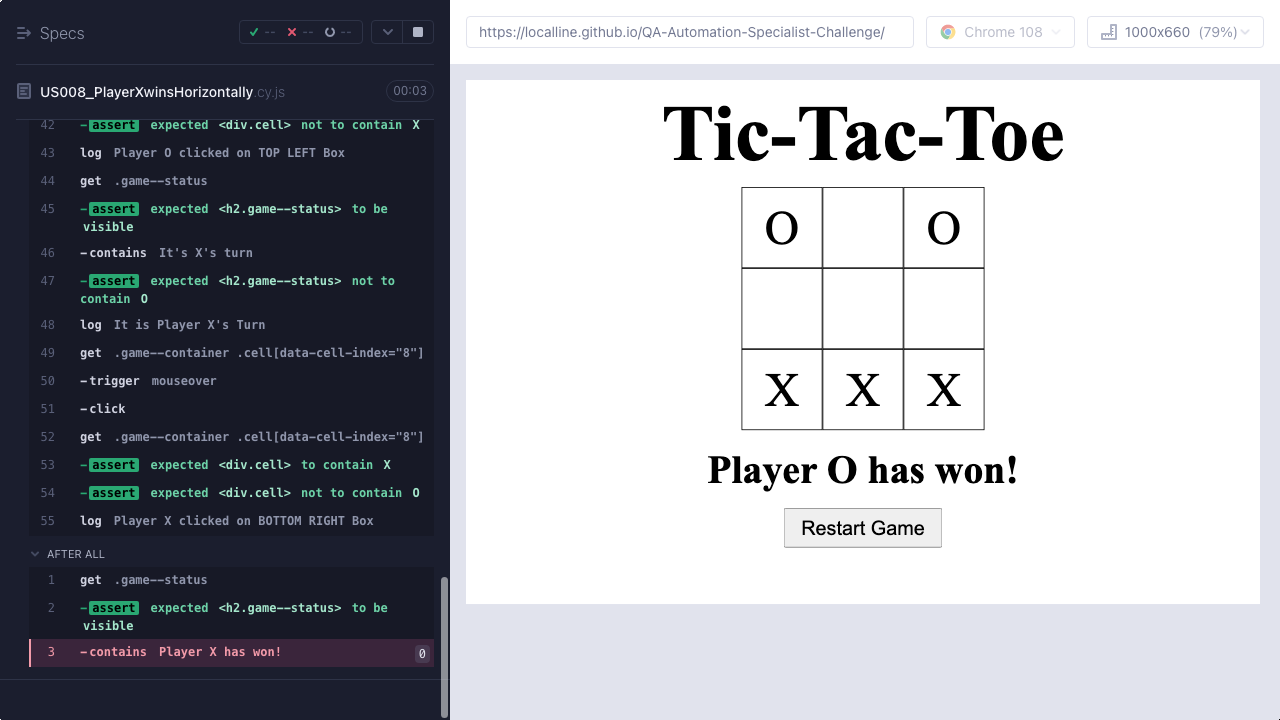 Specs
-- -- --
US008_PlayerXwinsHorizontally.cy.js 00:03
42 -assert expected <div.cell> not to contain X
43 log Player O clicked on TOP LEFT Box
44 get .game--status
45 -assert expected <h2.game--status> to be
visible
46 -contains It's X's turn
47 -assert expected <h2.game--status> not to
contain O
48 log It is Player X's Turn
49 get .game--container .cell[data-cell-index="8"]
50 -trigger mouseover
51 -click
52 get .game--container .cell[data-cell-index="8"]
53 -assert expected <div.cell> to contain X
54 -assert expected <div.cell> not to contain O
55 log Player X clicked on BOTTOM RIGHT Box
AFTER ALL
1 get .game--status
2 -assert expected <h2.game--status> to be
visible
3 -contains Player X has won! 0
https://localline.github.io/QA-Automation-Specialist-Challenge/ Chrome 108 1000x660 (79%)
Tic-Tac-Toe
O O
X X X
Player O has won!
Restart Game